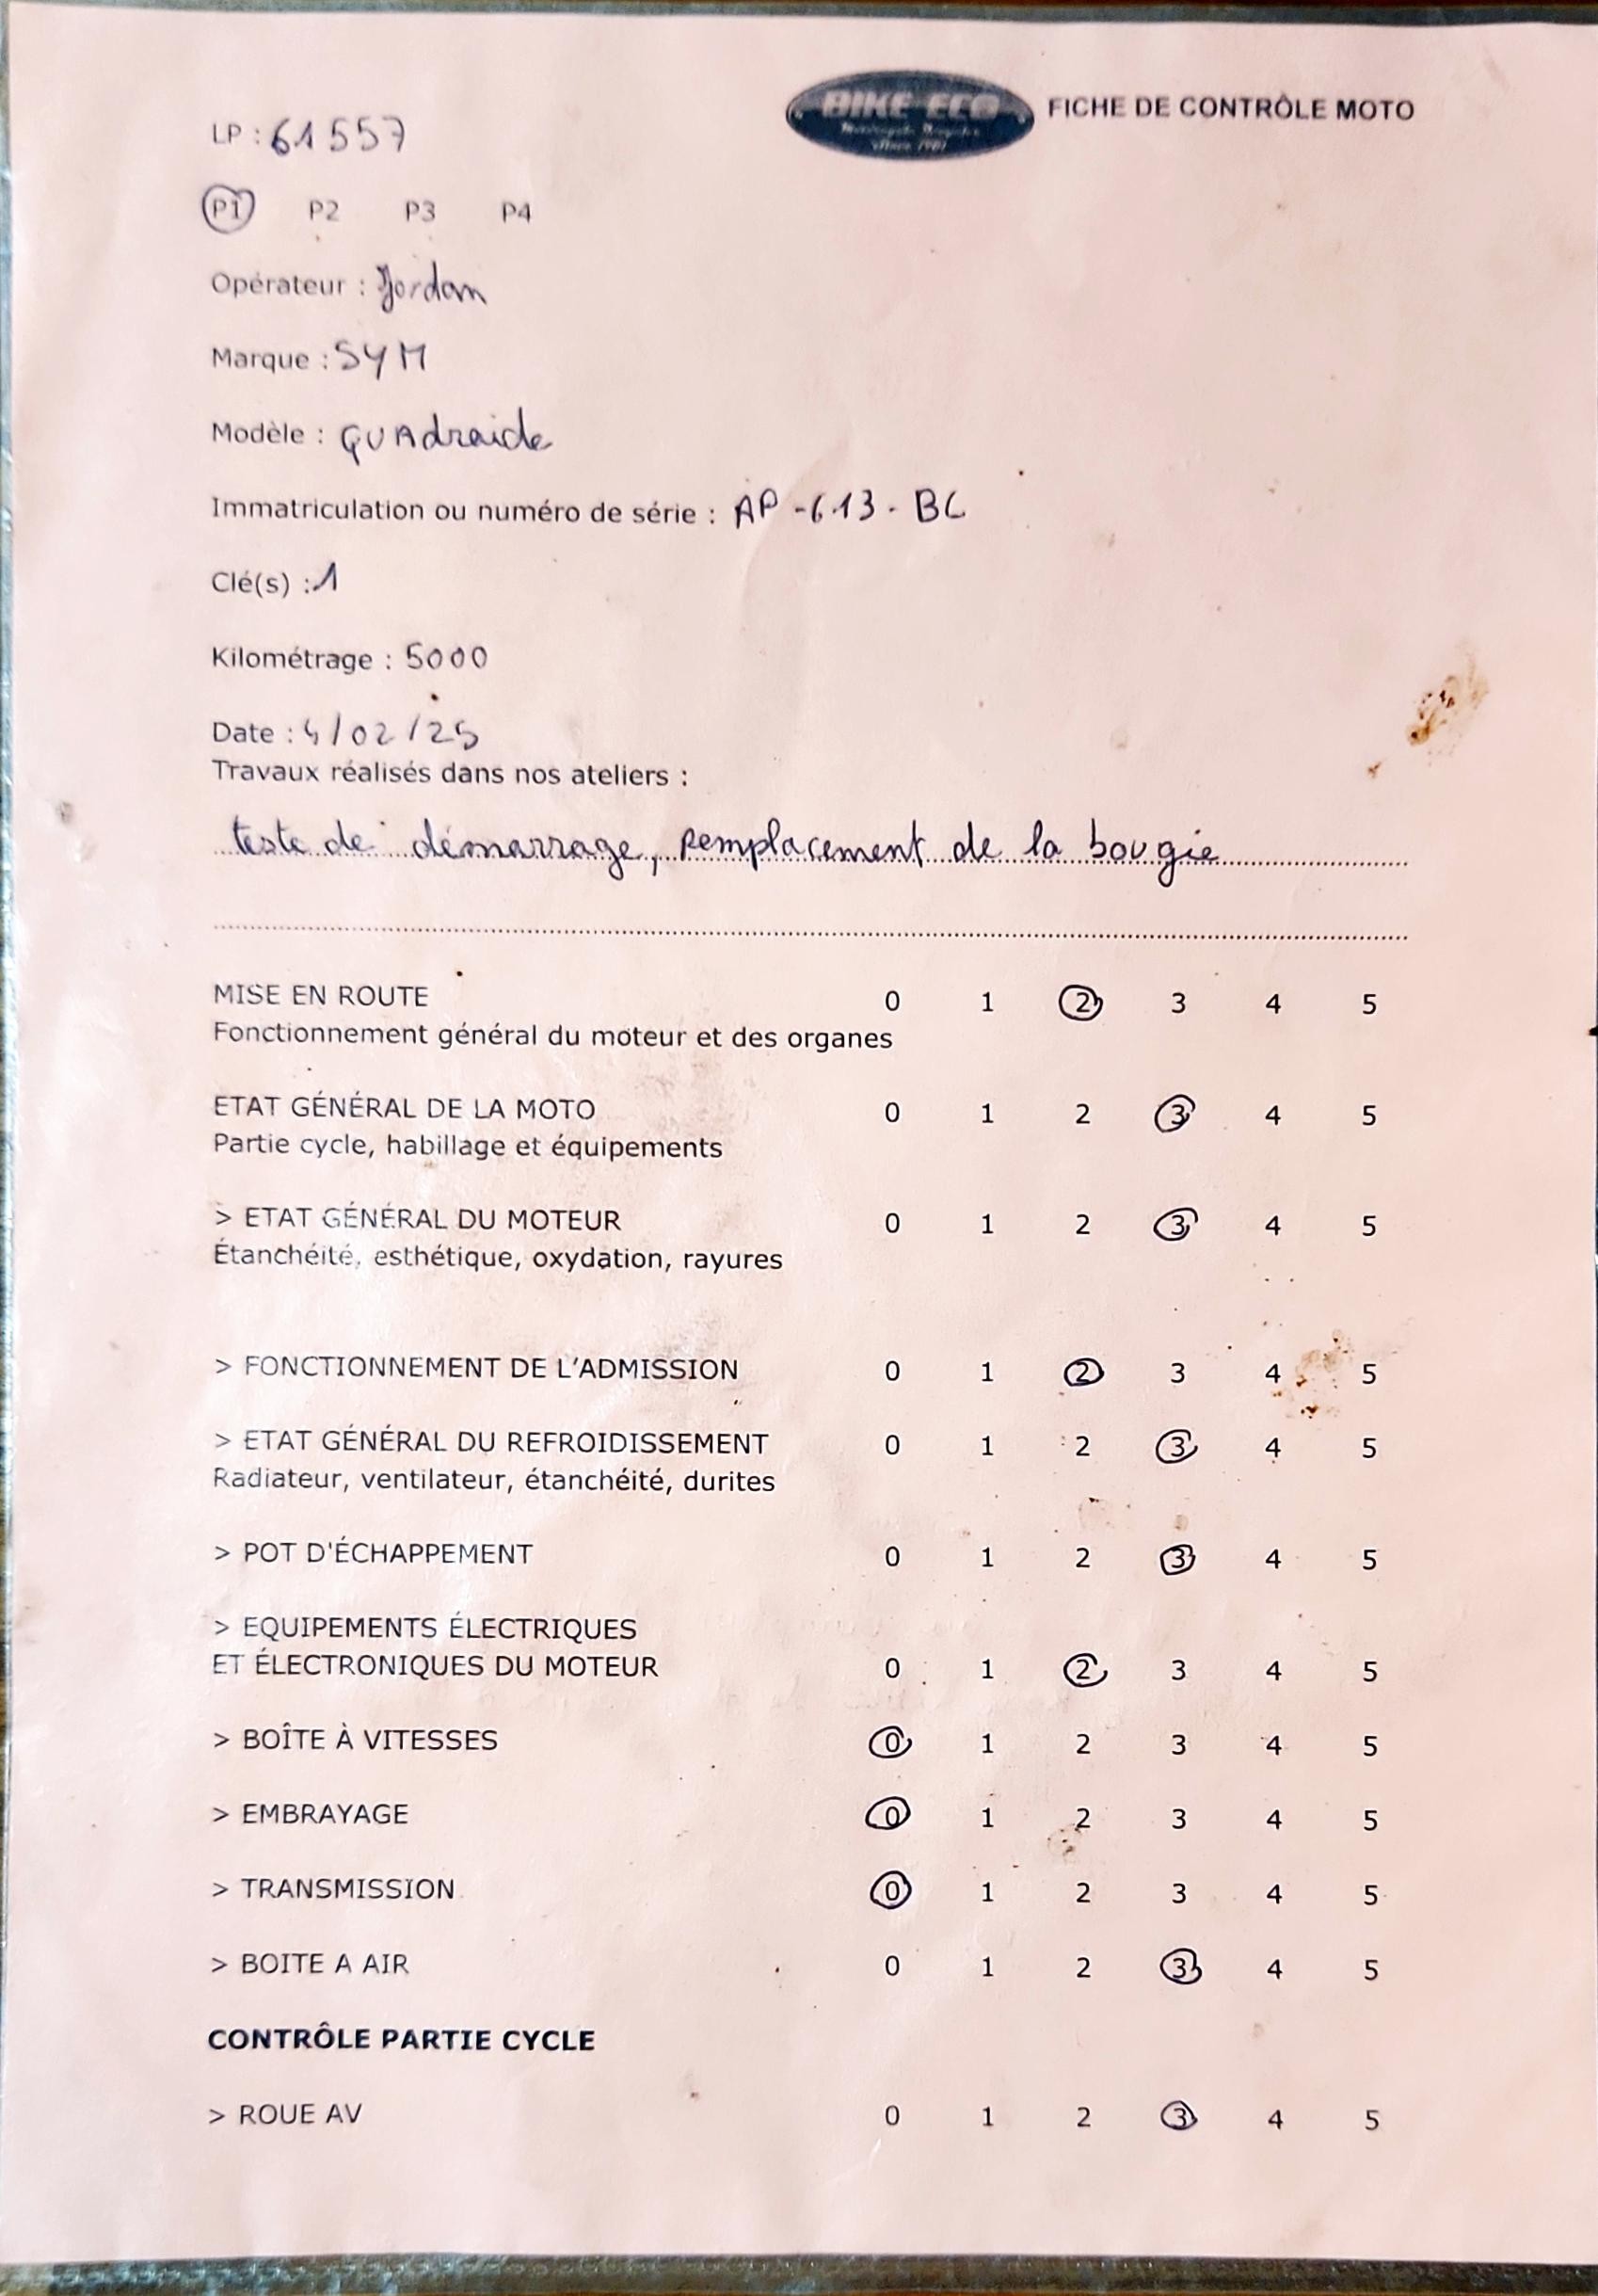 BIKE ECO
FICHE DE CONTRÔLE MOTO
LP : 61557
P1 P2 P3 P4
Opérateur : Jordan
Marque : SYM
Modèle : QUAdraide
Immatriculation ou numéro de série : AP-613-BC
Clé(s) : 1
Kilométrage : 5000
Date : 4/02/25
Travaux réalisés dans nos ateliers :
teste de démarrage, remplacement de la bougie
MISE EN ROUTE 0 1 2 3 4 5
Fonctionnement général du moteur et des organes
ETAT GÉNÉRAL DE LA MOTO 0 1 2 3 4 5
Partie cycle, habillage et équipements
> ETAT GÉNÉRAL DU MOTEUR 0 1 2 3 4 5
Étanchéité, esthétique, oxydation, rayures
> FONCTIONNEMENT DE L'ADMISSION 0 1 2 3 4 5
> ETAT GÉNÉRAL DU REFROIDISSEMENT 0 1 2 3 4 5
Radiateur, ventilateur, étanchéité, durites
> POT D'ÉCHAPPEMENT 0 1 2 3 4 5
> EQUIPEMENTS ÉLECTRIQUES
ET ÉLECTRONIQUES DU MOTEUR 0 1 2 3 4 5
> BOÎTE À VITESSES 0 1 2 3 4 5
> EMBRAYAGE 0 1 2 3 4 5
> TRANSMISSION 0 1 2 3 4 5
> BOITE A AIR 0 1 2 3 4 5
CONTRÔLE PARTIE CYCLE
> ROUE AV 0 1 2 3 4 5